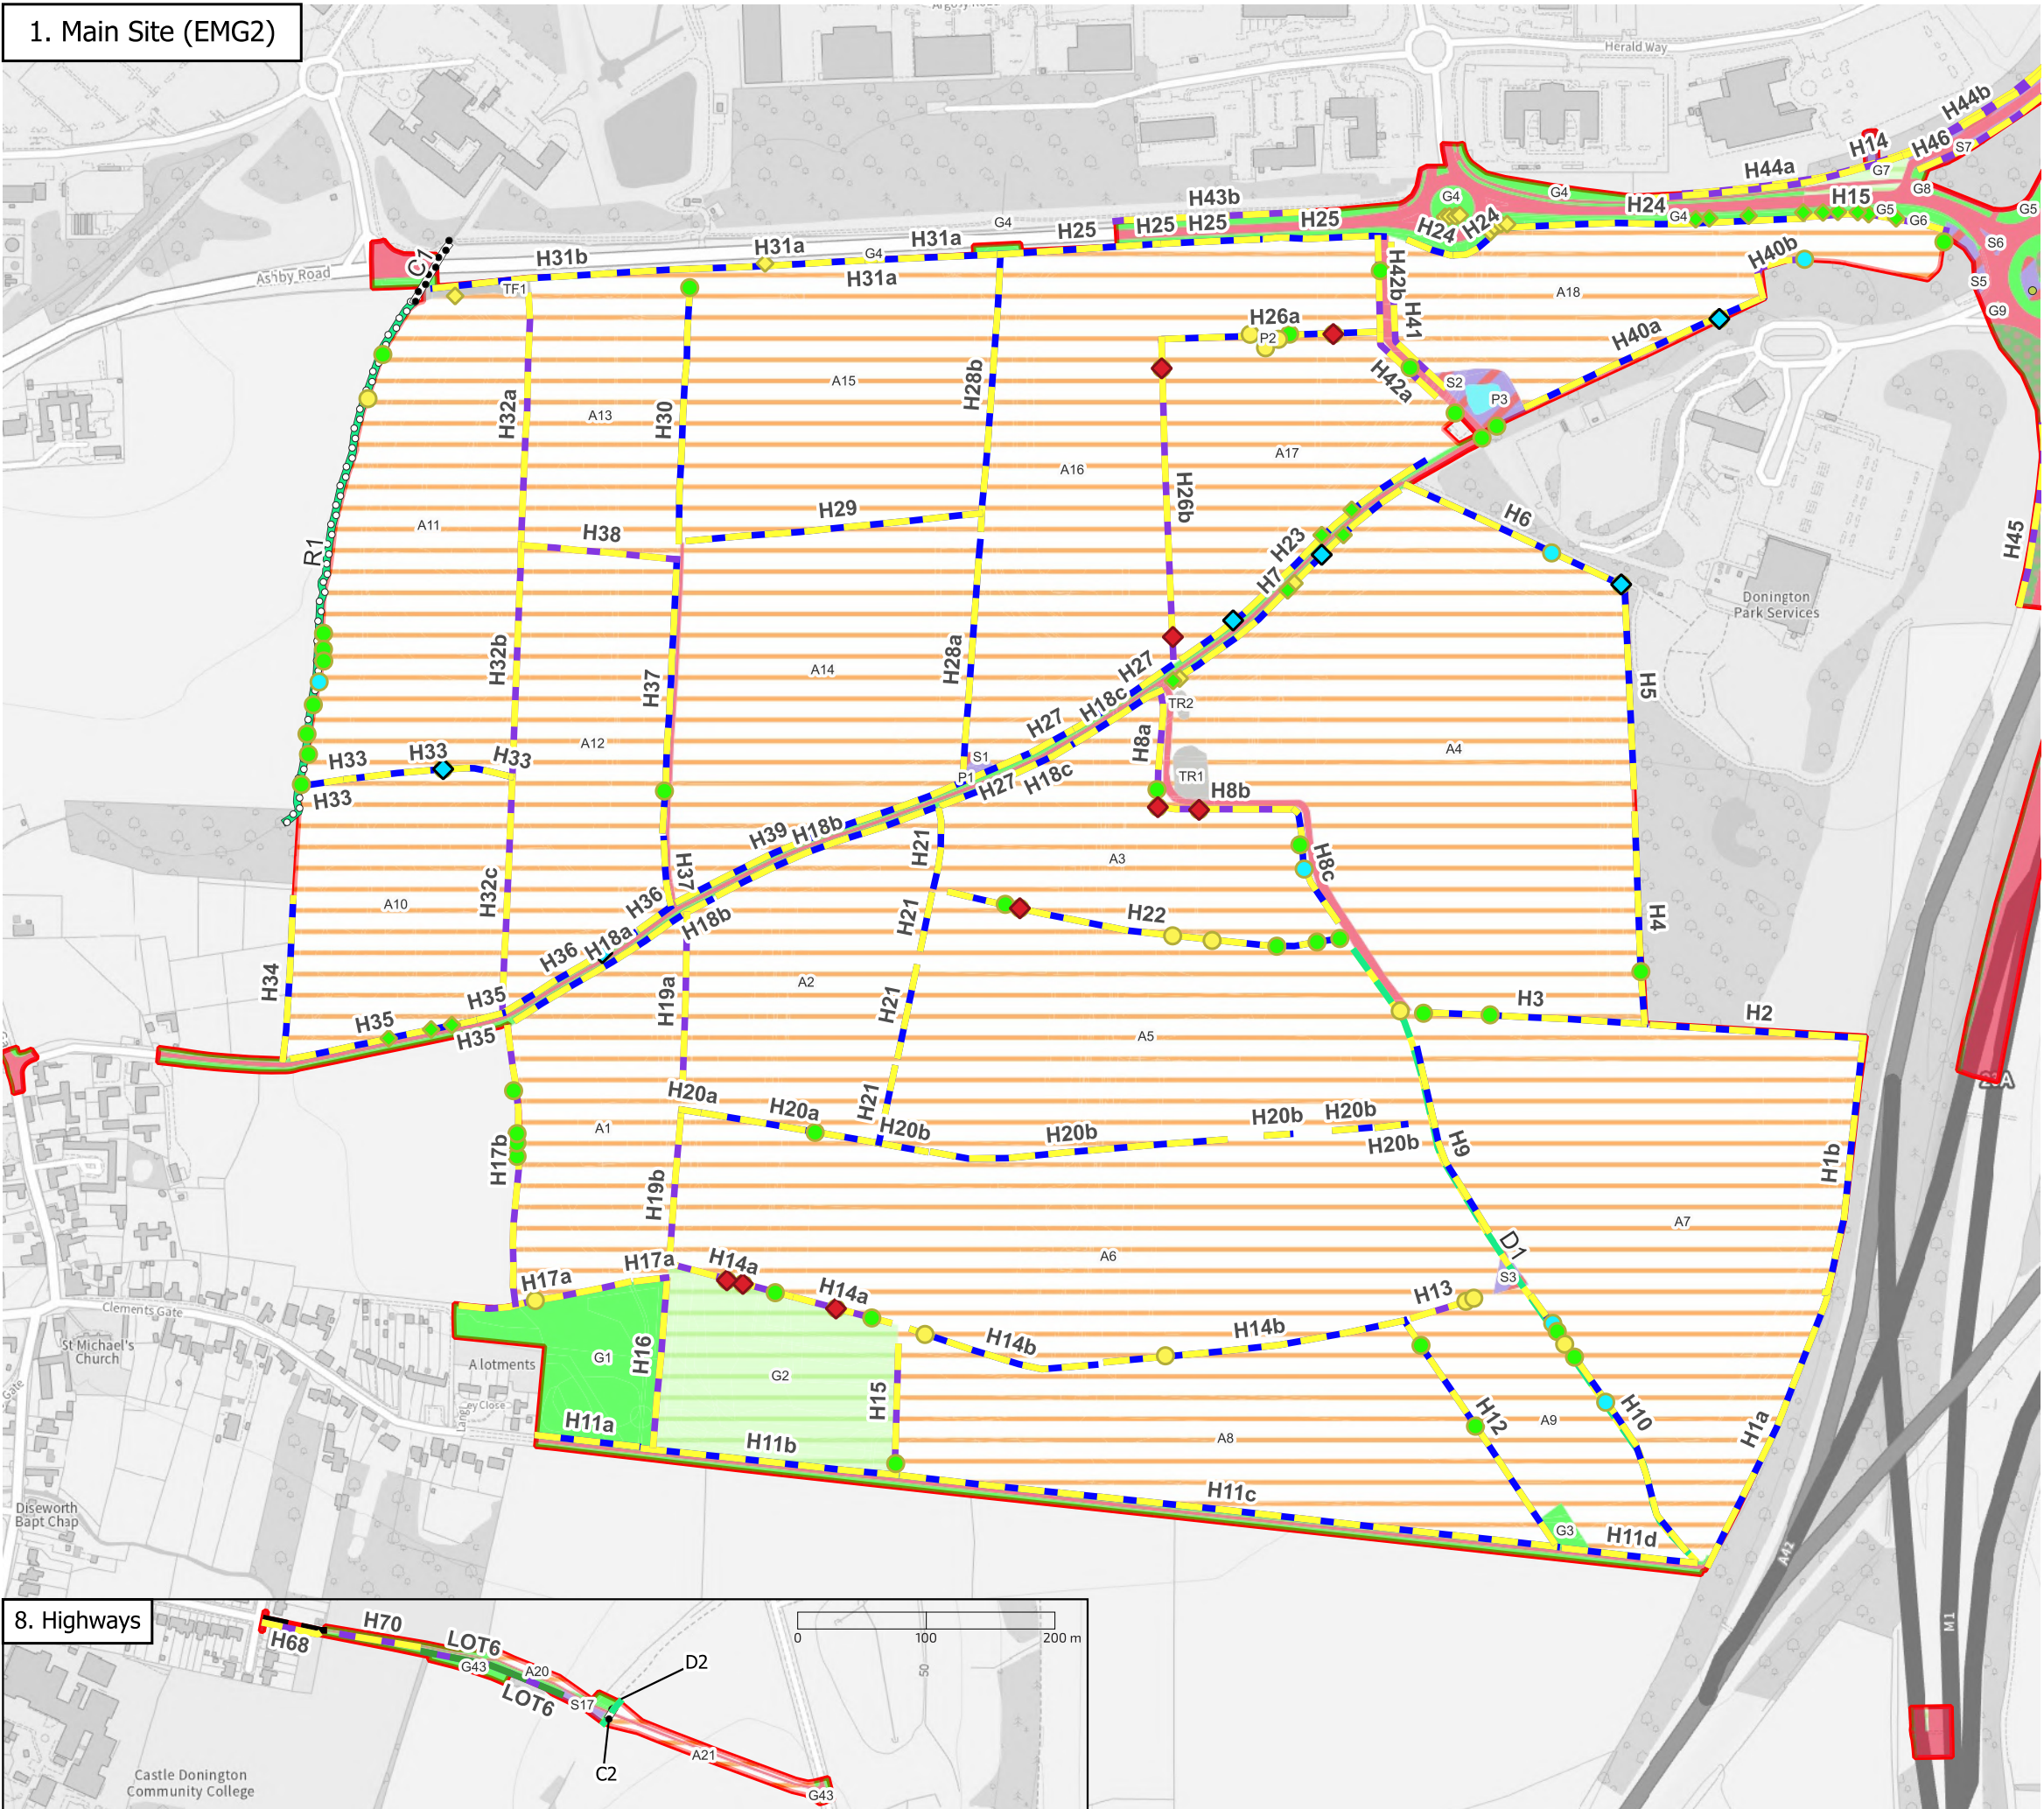 1. Main Site (EMG2)
Herald Way
H44b
H14
H46
S7
H44a
G7
G8
H43b
G4
G4
H15
G5
G5
H24
G4
G6
H25
H25
H25
H25
G4
H24
H24
S6
H40b
S5
G9
C1
Ashby Road
H31b
H31a
G4
H31a
H31a
TF1
H42b
H41
A18
H26a
P2
H40a
H42a
S2
P3
A15
H28b
H32a
A13
H30
A17
A16
H26b
H29
A11
H38
R1
H6
H45
H23
H7
Donington
Park Services
H32b
H37
A14
H28a
H27
H18c
H27
H5
TR2
A12
H33
H33
H33
H33
S1
P1
H27
H18c
H8a
TR1
A4
H8b
H39
H18b
H21
A3
H8c
H32c
H37
A10
H36
H18b
H21
H22
H4
H36
H18a
H34
H19a
A2
H21
H35
H35
H35
H3
H2
A5
H20a
H20a
H21
H20b
H20b
H20b
H20b
H20b
A1
H17b
H9
H1b
H19b
A7
D1
A6
S3
H17a
H17a
H14a
H14a
H13
H14b
H14b
Clements Gate
St Michael's
Church
G1
H16
G2
H15
H12
A9
H10
H1a
H11a
H11b
A8
H11c
G3
H11d
Diseworth
Bapt Chap
A42
M1
8. Highways
H68
H70
LOT6
G43
A20
LOT6
S17
D2
C2
A21
G43
0 100 200 m
50
Castle Donington
Community College